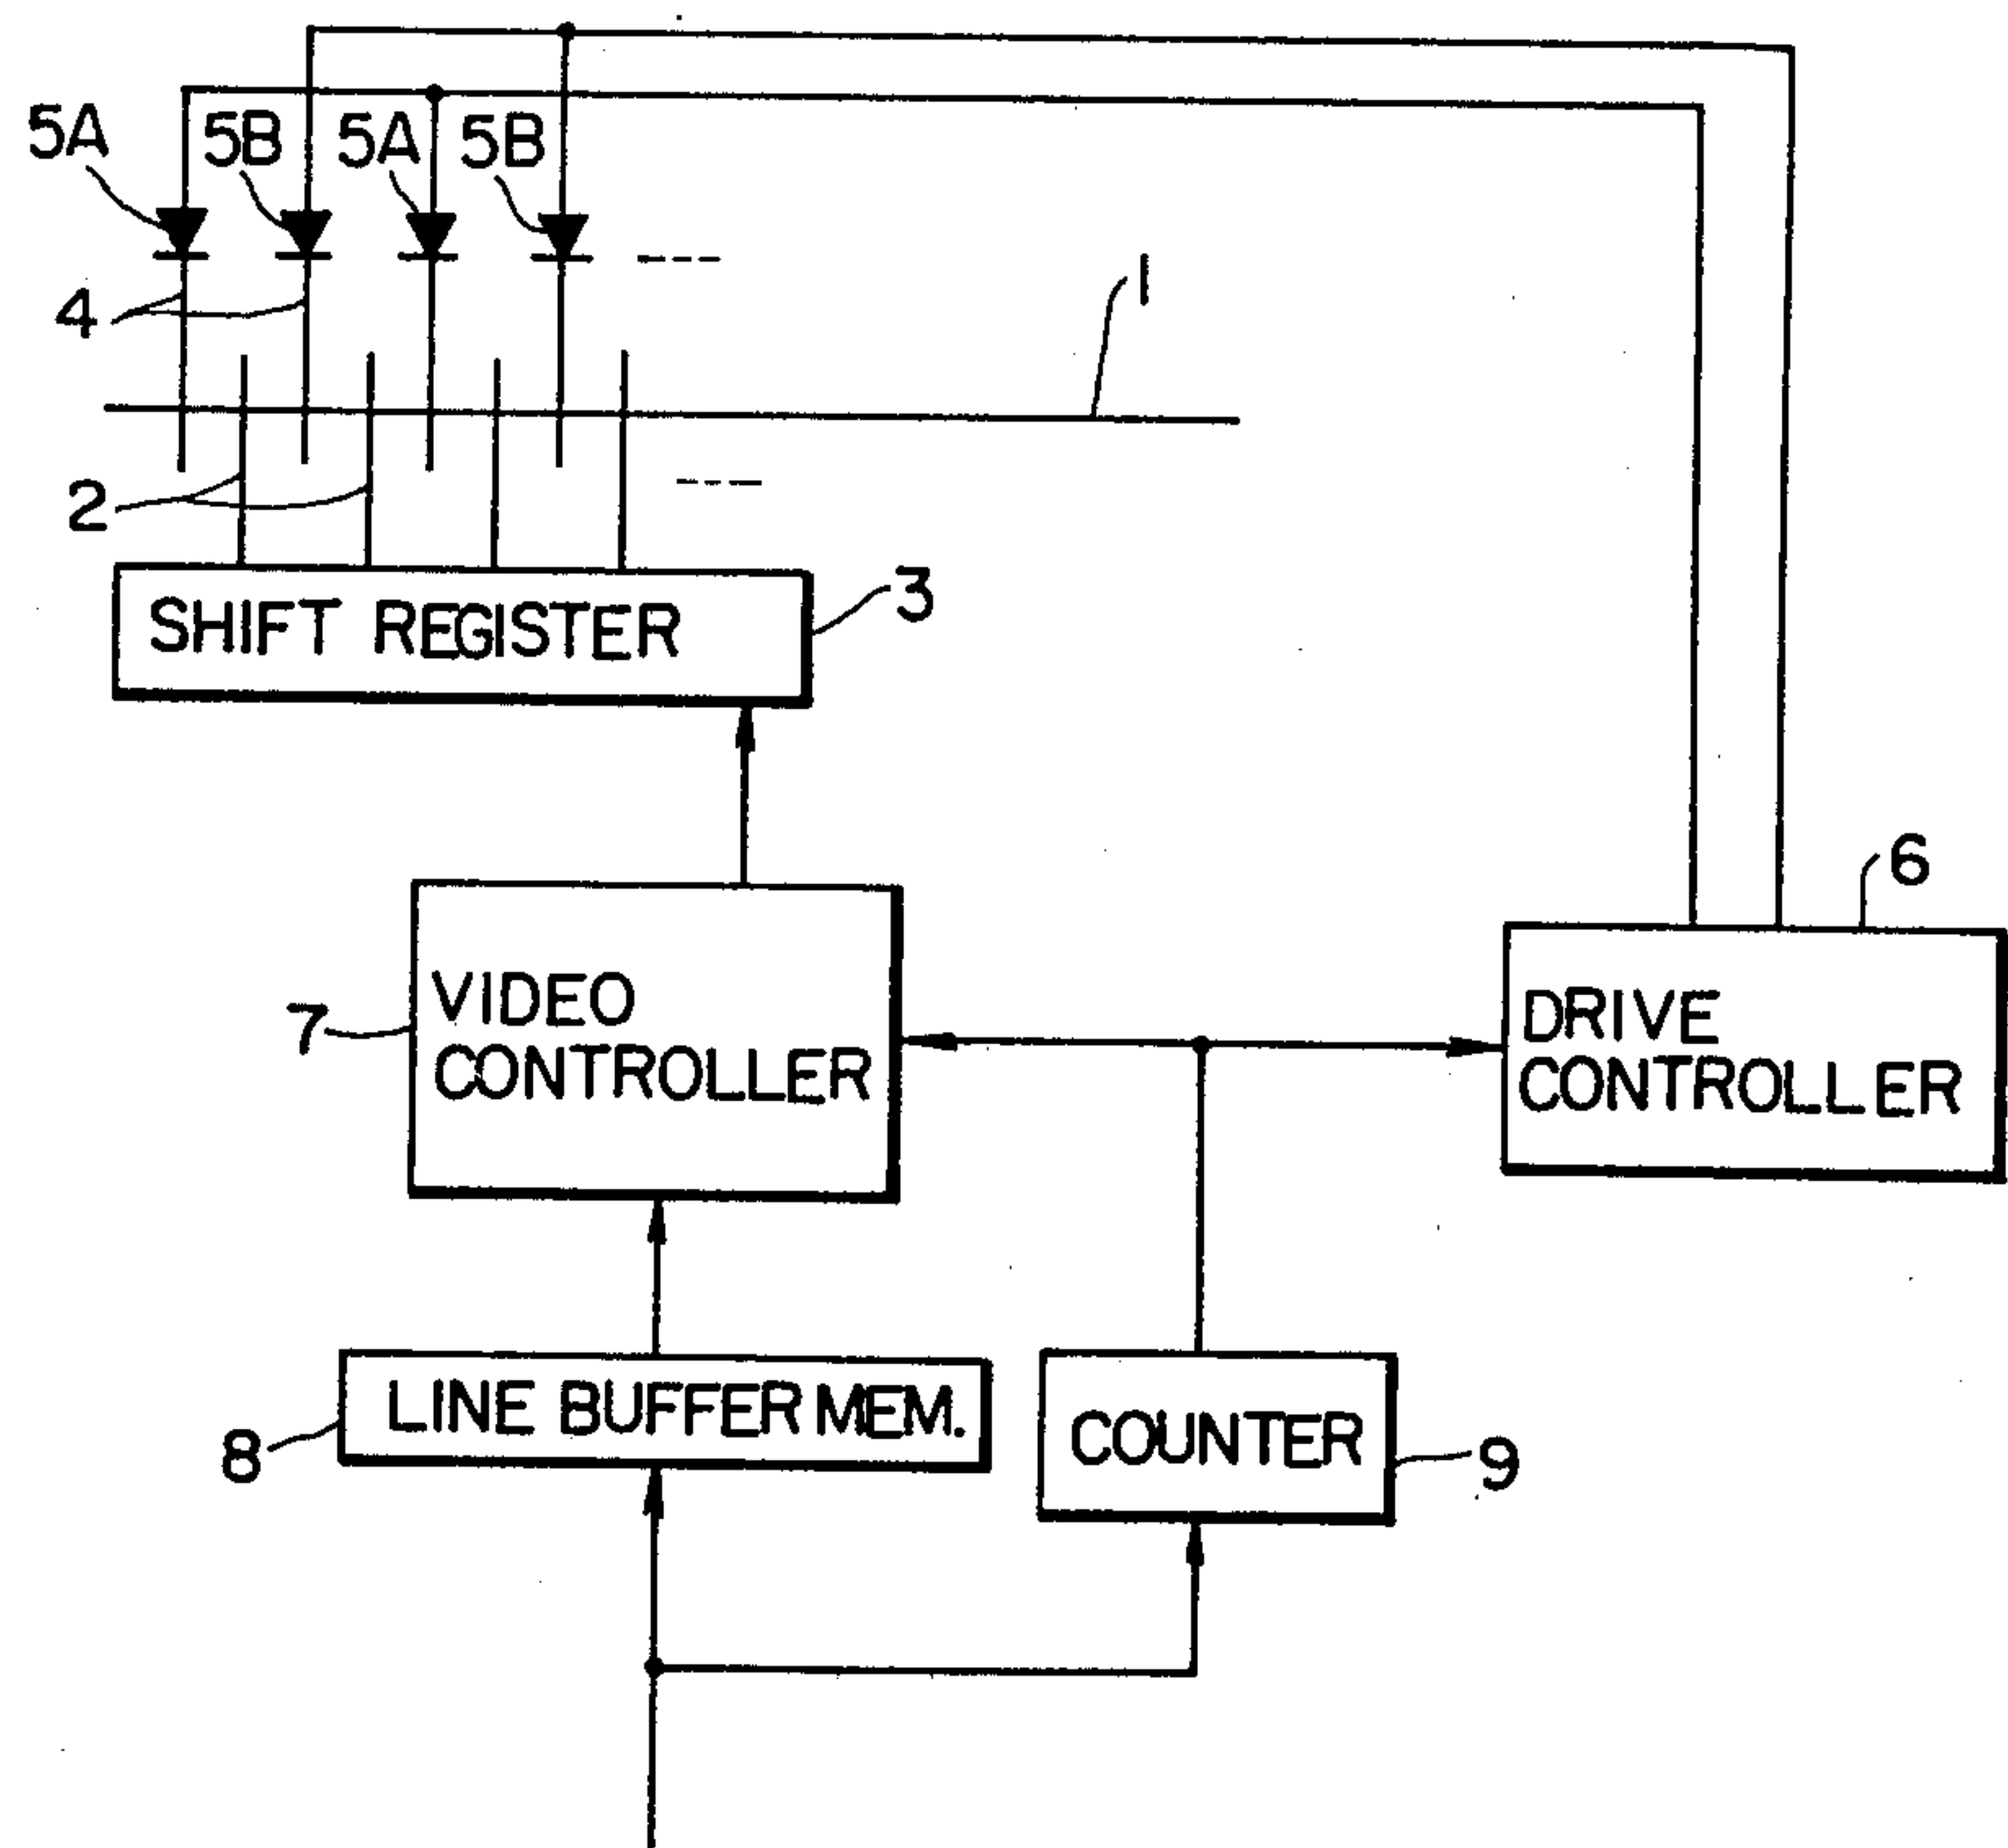 5A 5B 5A 5B
1
4
2
SHIFT REGISTER
3
6
VIDEO
CONTROLLER
7
DRIVE
CONTROLLER
LINE BUFFER MEM.
8
COUNTER
9